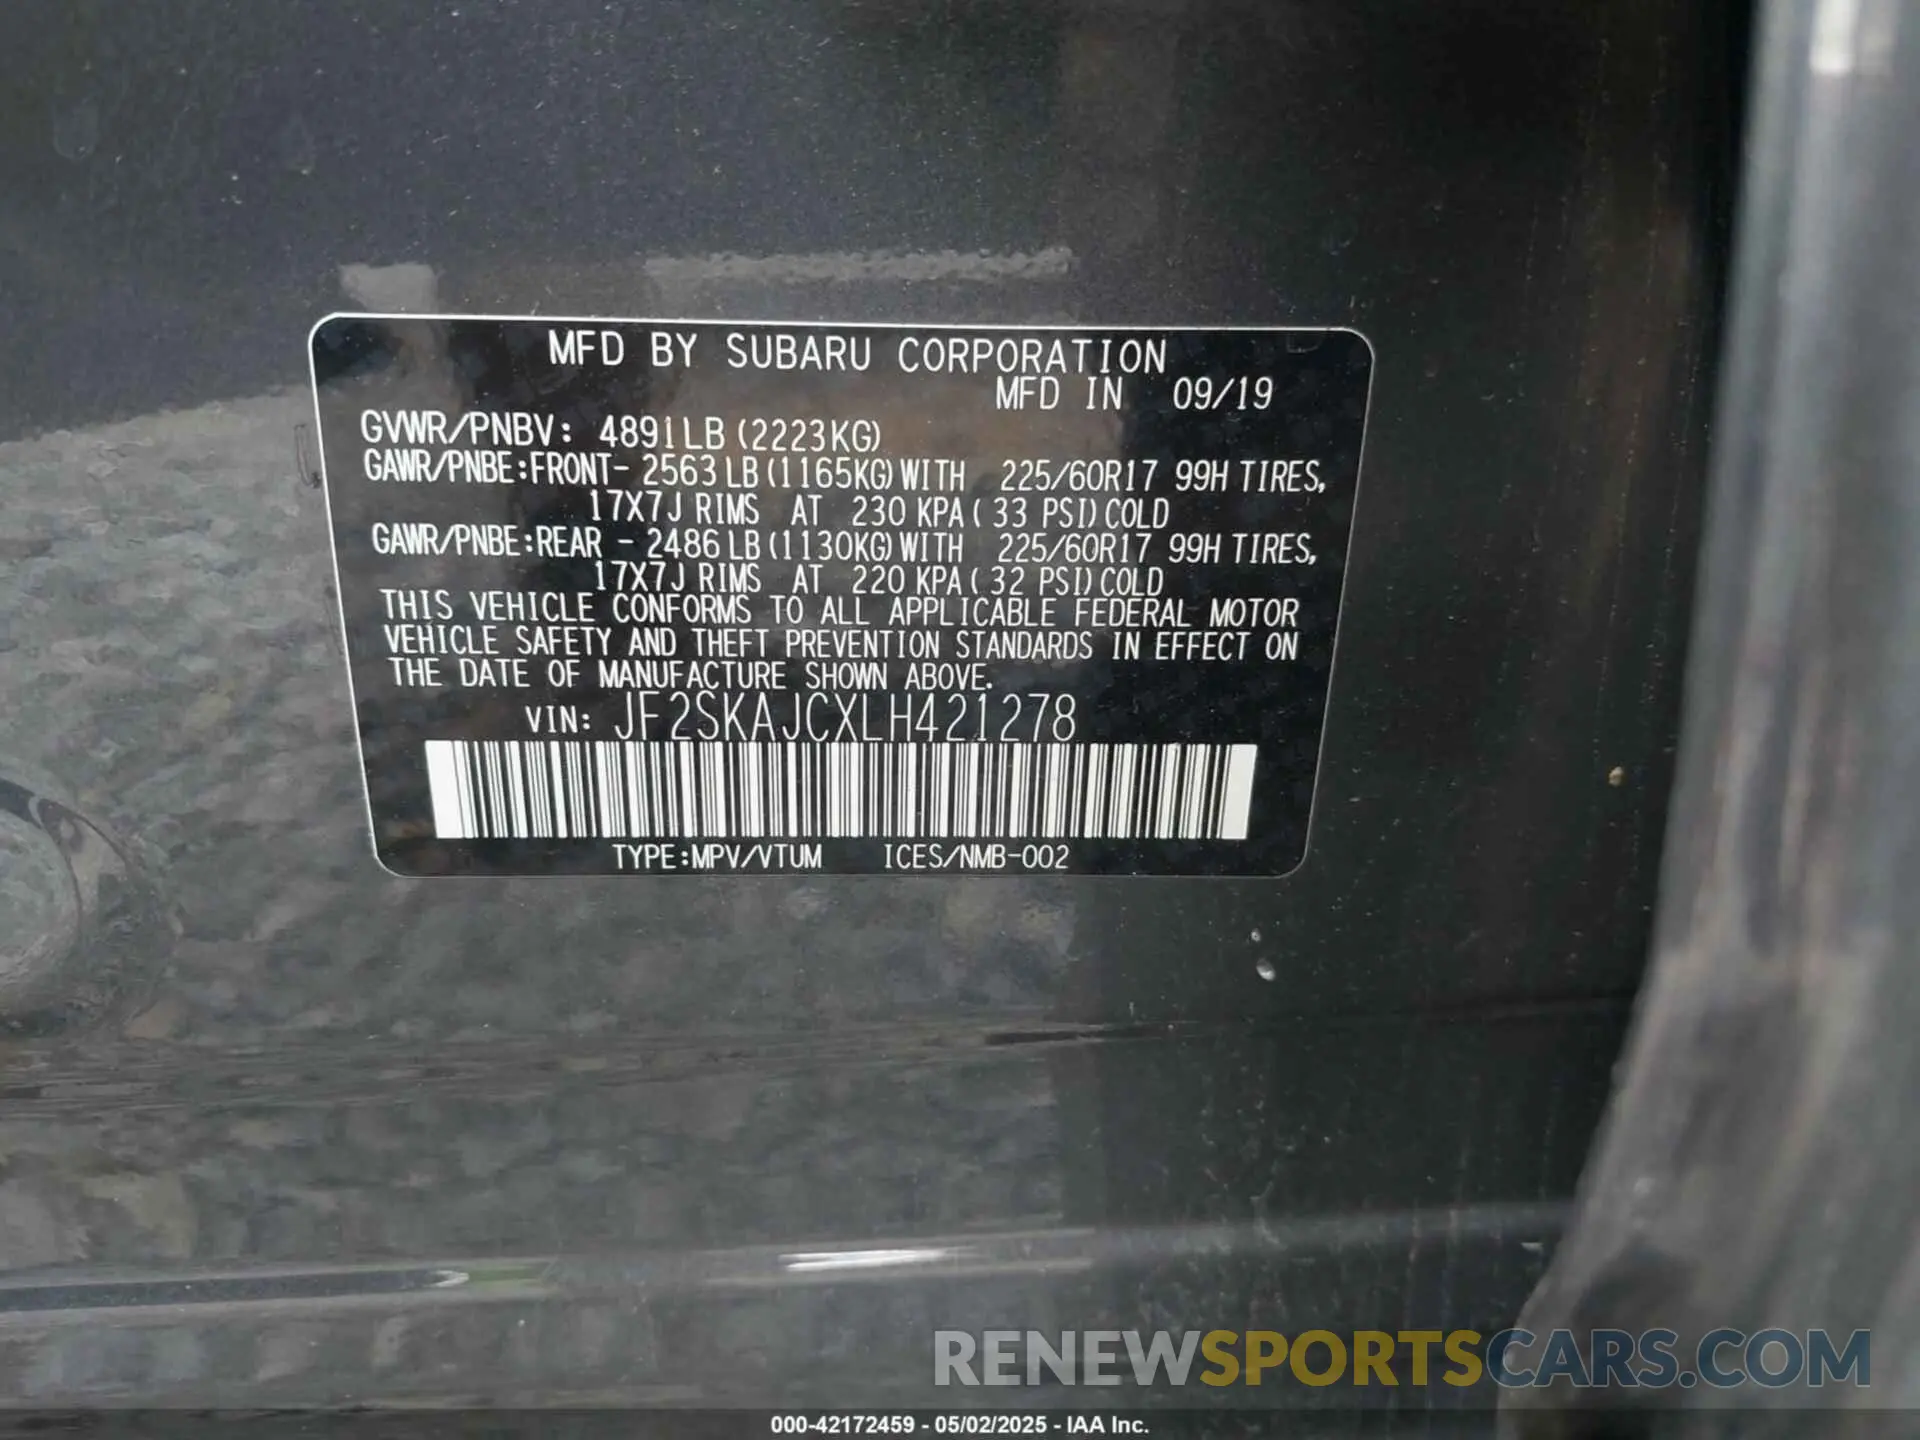 MFD BY SUBARU CORPORATION
MFD IN 09/19
GVWR/PNBV: 4891LB (2223KG)
GAWR/PNBE:FRONT- 2563 LB (1165KG) WITH 225/60R17 99H TIRES,
17X7J RIMS AT 230 KPA ( 33 PSI) COLD
GAWR/PNBE:REAR - 2486 LB (1130KG) WITH 225/60R17 99H TIRES,
17X7J RIMS AT 220 KPA ( 32 PSI) COLD
THIS VEHICLE CONFORMS TO ALL APPLICABLE FEDERAL MOTOR
VEHICLE SAFETY AND THEFT PREVENTION STANDARDS IN EFFECT ON
THE DATE OF MANUFACTURE SHOWN ABOVE.
VIN: JF2SKAJCXLH421278
TYPE:MPV/VTUM ICES/NMB-002
RENEWSPORTSCARS.COM
000-42172459 - 05/02/2025 - IAA Inc.